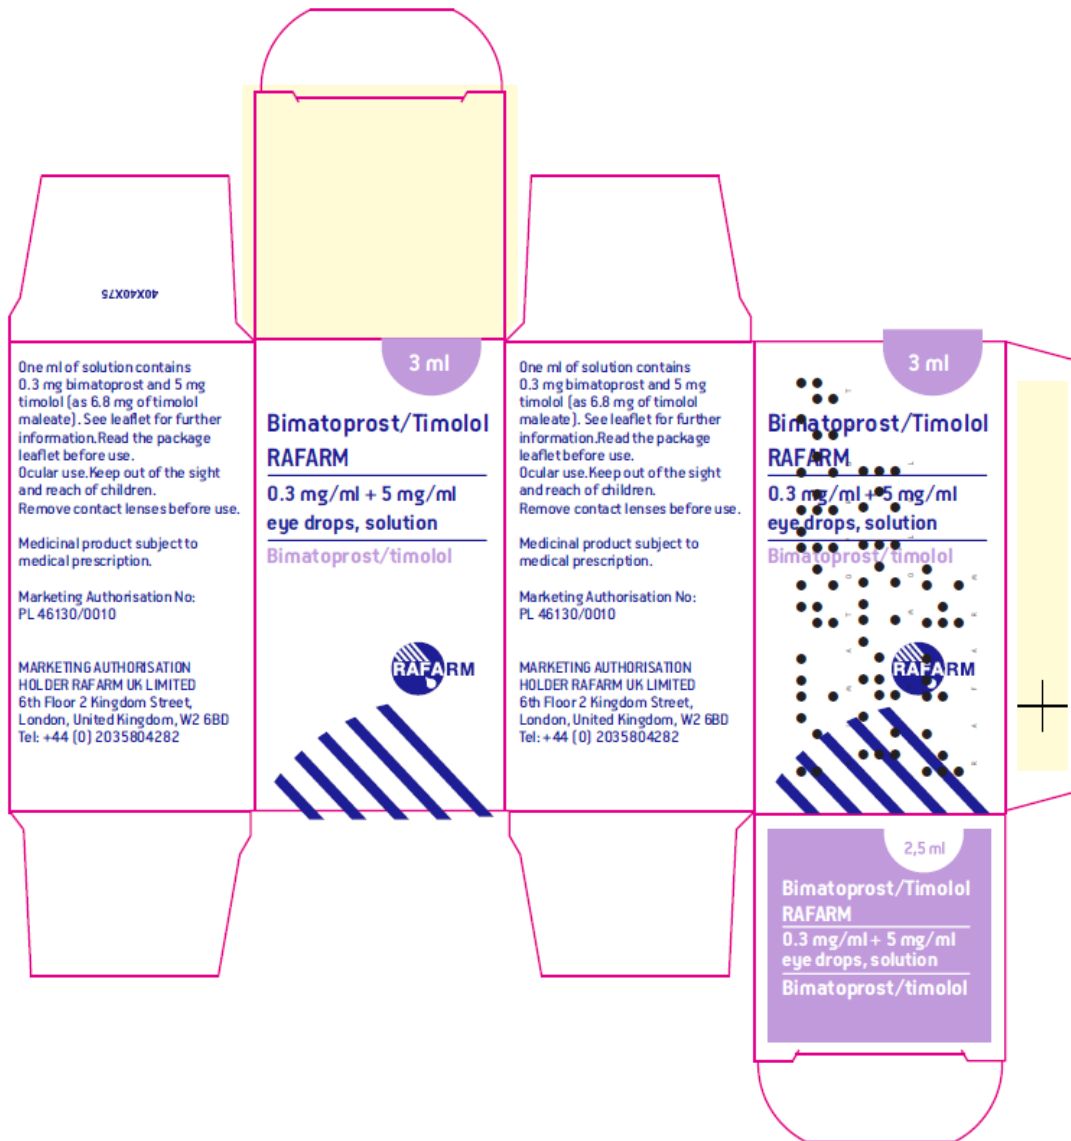 40X40X75
One ml of solution contains
0.3 mg bimatoprost and 5 mg
timolol (as 6.8 mg of timolol
maleate). See leaflet for further
information.Read the package
leaflet before use.
Ocular use.Keep out of the sight
and reach of children.
Remove contact lenses before use.
Medicinal product subject to
medical prescription.
Marketing Authorisation No:
PL 46130/0010
MARKETING AUTHORISATION
HOLDER RAFARM UK LIMITED
6th Floor 2 Kingdom Street,
London, United Kingdom, W2 6BD
Tel: +44 (0) 2035804282
3 ml
Bimatoprost/Timolol
RAFARM
0.3 mg/ml + 5 mg/ml
eye drops, solution
Bimatoprost/timolol
RAFARM
One ml of solution contains
0.3 mg bimatoprost and 5 mg
timolol (as 6.8 mg of timolol
maleate). See leaflet for further
information.Read the package
leaflet before use.
Ocular use.Keep out of the sight
and reach of children.
Remove contact lenses before use.
Medicinal product subject to
medical prescription.
Marketing Authorisation No:
PL 46130/0010
MARKETING AUTHORISATION
HOLDER RAFARM UK LIMITED
6th Floor 2 Kingdom Street,
London, United Kingdom, W2 6BD
Tel: +44 (0) 2035804282
3 ml
Bimatoprost/Timolol
RAFARM
0.3 mg/ml + 5 mg/ml
eye drops, solution
Bimatoprost/timolol
RAFARM
2,5 ml
Bimatoprost/Timolol
RAFARM
0.3 mg/ml + 5 mg/ml
eye drops, solution
Bimatoprost/timolol